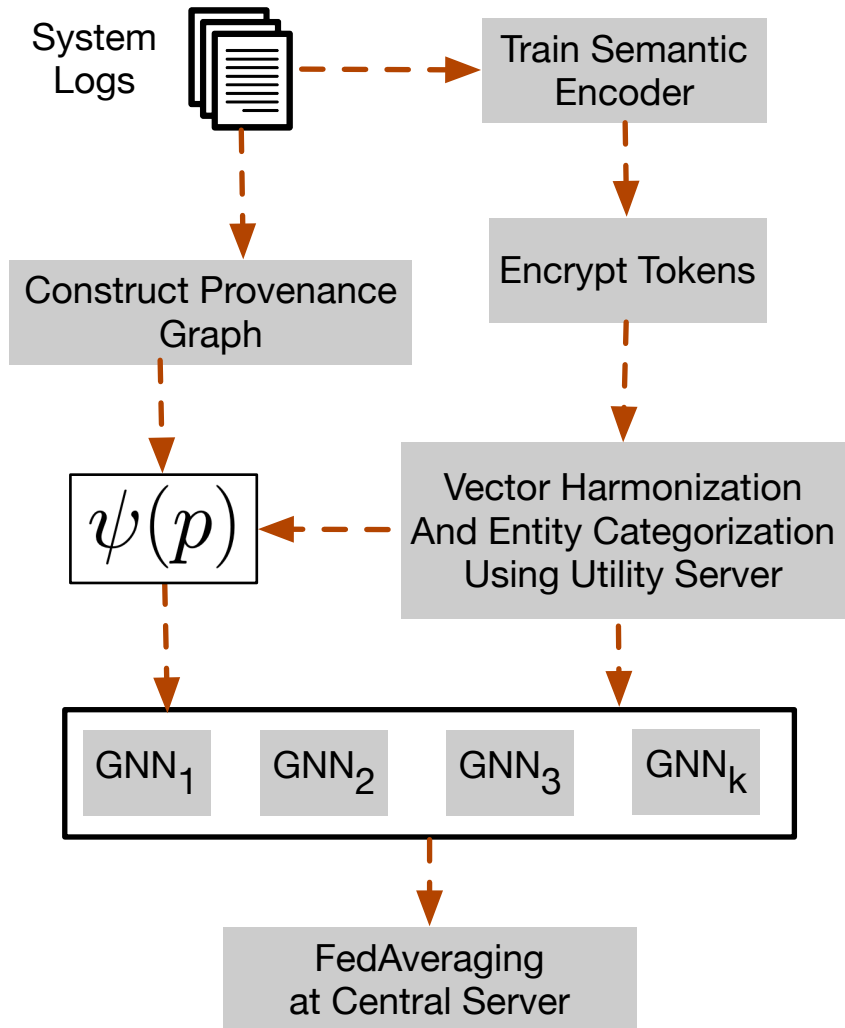 System
Logs
Train Semantic
Encoder
Construct Provenance
Graph
Encrypt Tokens
ψ(p)
Vector Harmonization
And Entity Categorization
Using Utility Server
GNN₁ GNN₂ GNN₃ GNNₖ
FedAveraging
at Central Server